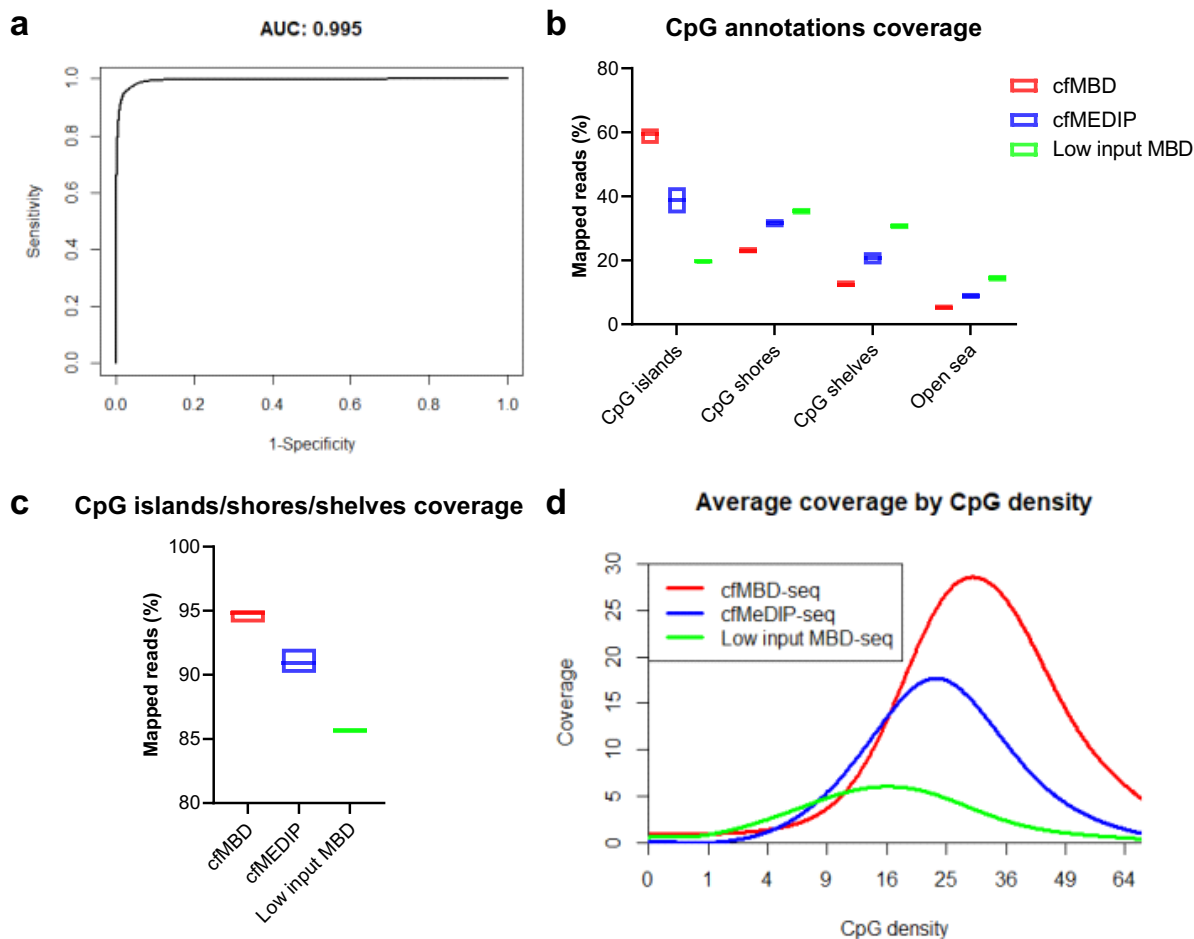 a
AUC: 0.995
Sensitivity
0.0 0.2 0.4 0.6 0.8 1.0
0.0 0.2 0.4 0.6 0.8 1.0
1-Specificity
b
CpG annotations coverage
Mapped reads (%)
80
60
40
20
0
CpG islands
CpG shores
CpG shelves
Open sea
cfMBD
cfMEDIP
Low input MBD
c
CpG islands/shores/shelves coverage
Mapped reads (%)
100
95
90
85
80
cfMBD
cfMEDIP
Low input MBD
d
Average coverage by CpG density
Coverage
0 5 10 15 20 25 30
cfMBD-seq
cfMeDIP-seq
Low input MBD-seq
0 1 4 9 16 25 36 49 64
CpG density